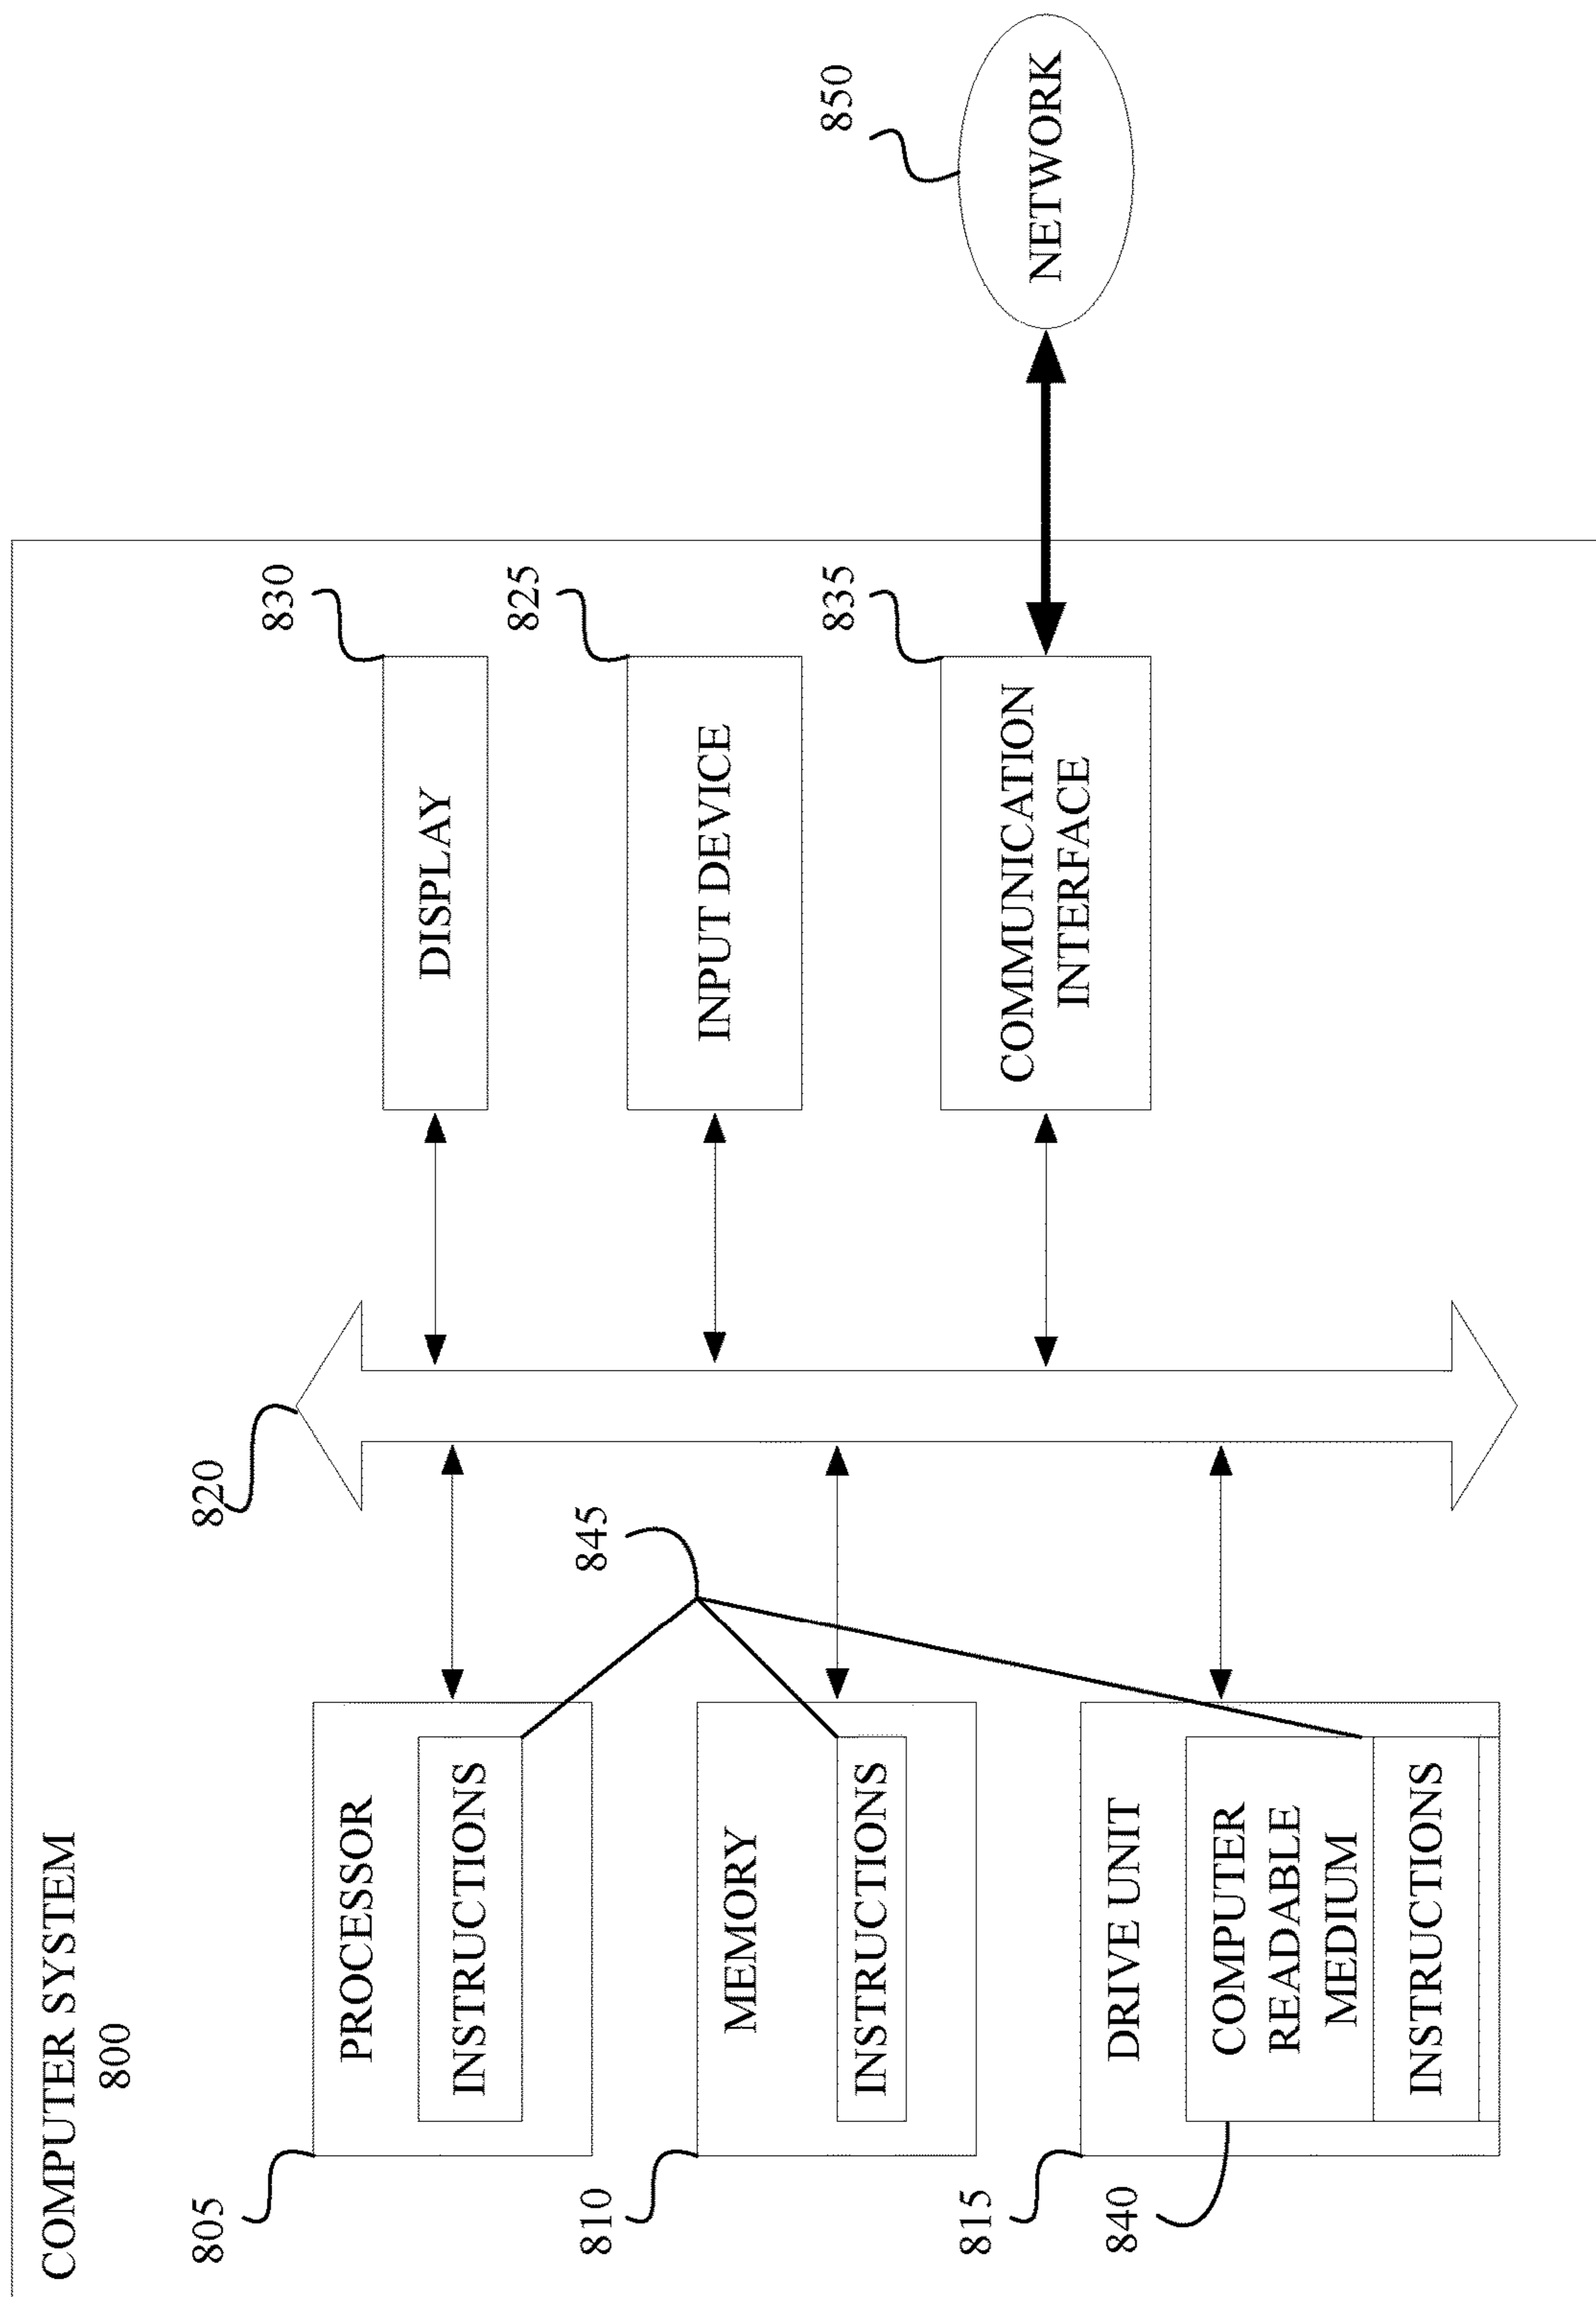 COMPUTER SYSTEM
800
805
PROCESSOR
INSTRUCTIONS
810
MEMORY
INSTRUCTIONS
815
840
DRIVE UNIT
COMPUTER
READABLE
MEDIUM
INSTRUCTIONS
845
820
830
DISPLAY
825
INPUT DEVICE
835
COMMUNICATION
INTERFACE
850
NETWORK